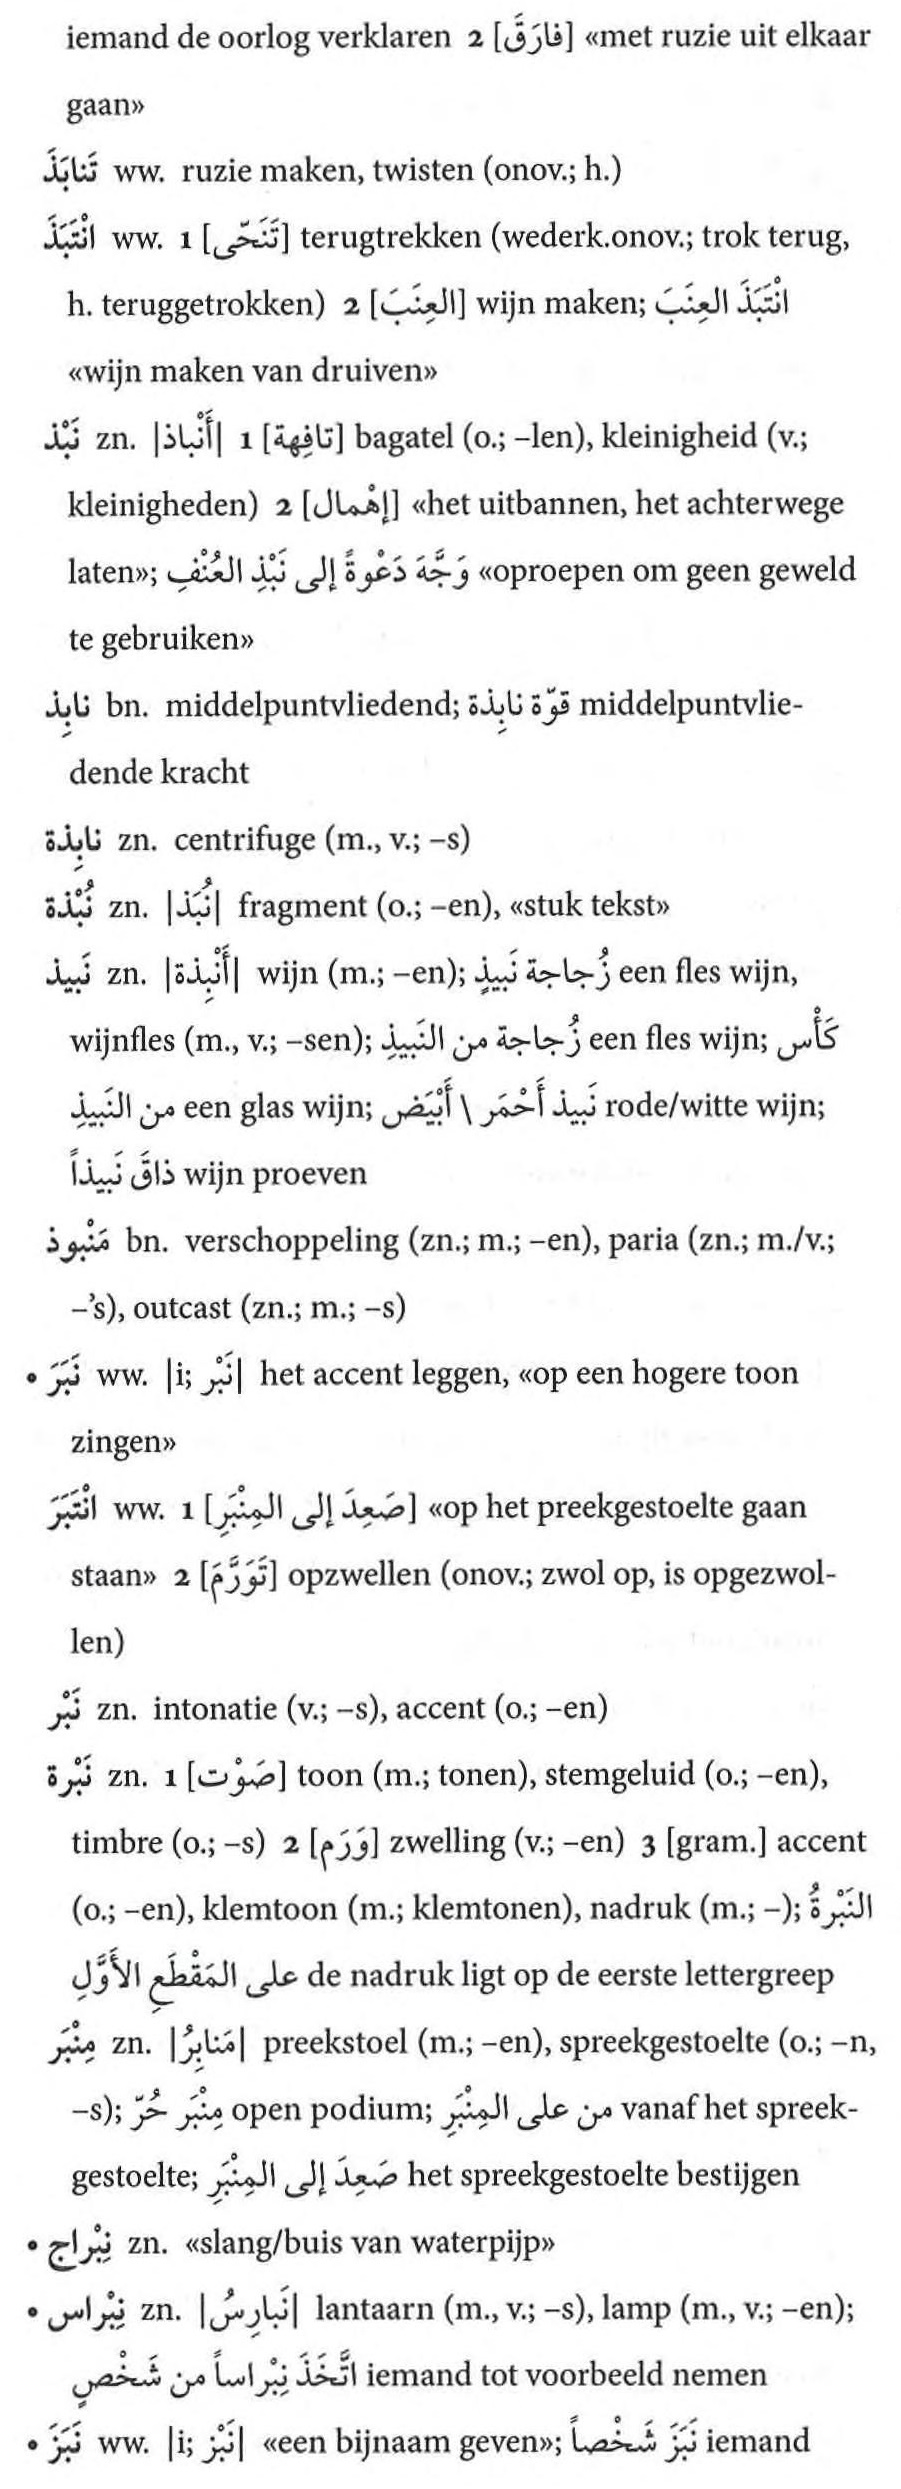 iemand de oorlog verklaren 2 [فارَقَ] «met ruzie uit elkaar
gaan»
تَنابَذَ ww. ruzie maken, twisten (onov.; h.)
انْتَبَذَ ww. 1 [تَنَحَّى] terugtrekken (wederk.onov.; trok terug,
h. teruggetrokken) 2 [العِنَبَ] wijn maken; انْتَبَذَ العِنَبَ
«wijn maken van druiven»
نَبْذ zn. |أَنْباذ| 1 [تافِهة] bagatel (o.; –len), kleinigheid (v.;
kleinigheden) 2 [إهْمال] «het uitbannen, het achterwege
laten»; وَجَّهَ دَعْوةً إلى نَبْذِ العُنْفِ «oproepen om geen geweld
te gebruiken»
نابِذ bn. middelpuntvliedend; قوّة نابِذة middelpuntvlie-
dende kracht
نابِذة zn. centrifuge (m., v.; –s)
نُبْذة zn. |نُبَذ| fragment (o.; –en), «stuk tekst»
نَبيذ zn. |أَنْبِذة| wijn (m.; –en); زُجاجة نَبيذٍ een fles wijn,
wijnfles (m., v.; –sen); زُجاجة من النَبيذِ een fles wijn; كَأْس
من النَبيذِ een glas wijn; نَبيذ أَحْمَر \ أَبْيَض rode/witte wijn;
ذاقَ نَبيذاً wijn proeven
مَنْبوذ bn. verschoppeling (zn.; m.; –en), paria (zn.; m./v.;
–’s), outcast (zn.; m.; –s)
• نَبَرَ ww. |i; نَبْر| het accent leggen, «op een hogere toon
zingen»
انْتَبَرَ ww. 1 [صَعِدَ إلى المِنْبَرِ] «op het preekgestoelte gaan
staan» 2 [تَوَرَّمَ] opzwellen (onov.; zwol op, is opgezwol-
len)
نَبْر zn. intonatie (v.; –s), accent (o.; –en)
نَبْرة zn. 1 [صَوْت] toon (m.; tonen), stemgeluid (o.; –en),
timbre (o.; –s) 2 [وَرَم] zwelling (v.; –en) 3 [gram.] accent
(o.; –en), klemtoon (m.; klemtonen), nadruk (m.; –); النَبْرةُ
على المَقْطَعِ الأَوَّلِ de nadruk ligt op de eerste lettergreep
مِنْبَر zn. |مَنابِرُ| preekstoel (m.; –en), spreekgestoelte (o.; –n,
–s); مِنْبَر حُرّ open podium; من على المِنْبَرِ vanaf het spreek-
gestoelte; صَعِدَ إلى المِنْبَرِ het spreekgestoelte bestijgen
• نِبْراج zn. «slang/buis van waterpijp»
• نِبْراس zn. |نَبارِسُ| lantaarn (m., v.; –s), lamp (m., v.; –en);
اتَّخَذَ نِبْراساً من شَخْصٍ iemand tot voorbeeld nemen
• نَبَزَ ww. |i; نَبْز| «een bijnaam geven»; نَبَزَ شَخْصاً iemand